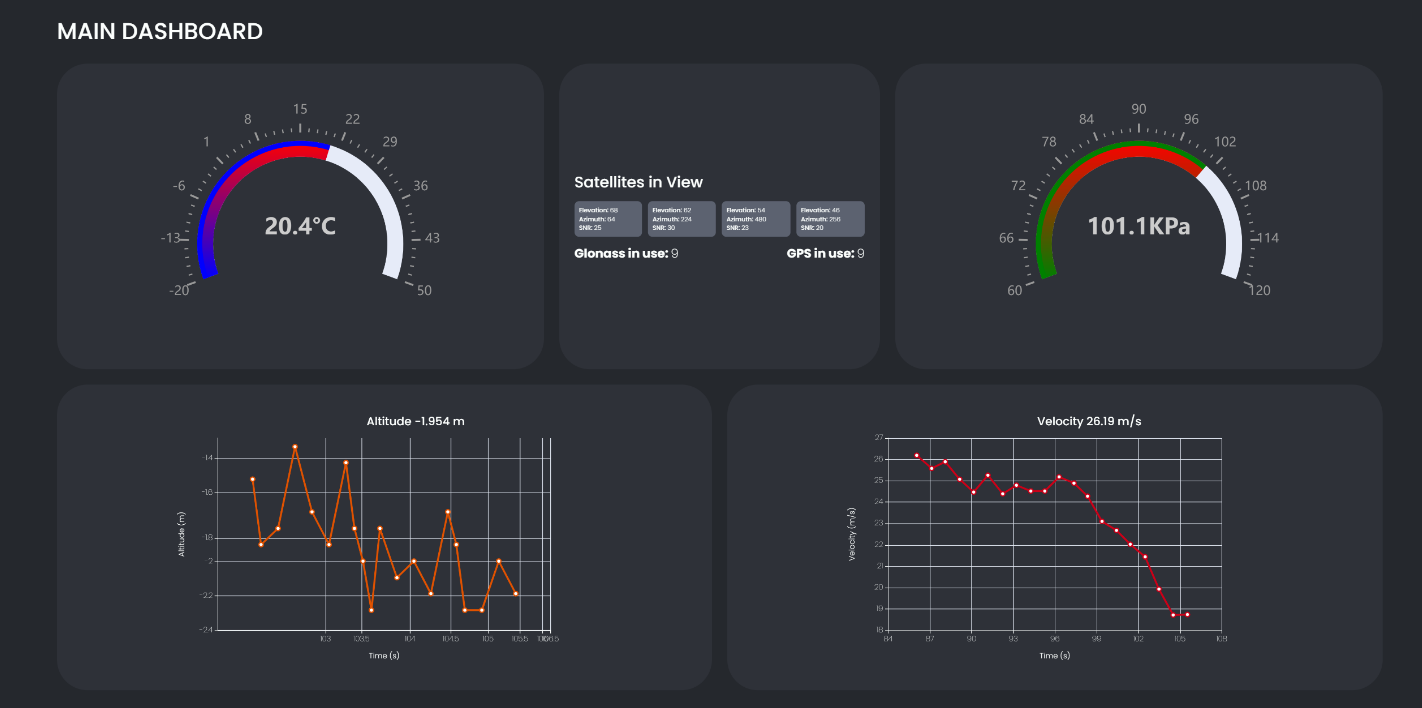 MAIN DASHBOARD
15
8
22
1
29
-6
36
-13
43
-20
50
20.4°C
Satellites in View
Elevation: 68
Azimuth: 64
SNR: 25
Elevation: 62
Azimuth: 224
SNR: 30
Elevation: 54
Azimuth: 480
SNR: 23
Elevation: 46
Azimuth: 256
SNR: 20
Glonass in use: 9
GPS in use: 9
90
84
96
78
102
72
108
66
114
60
120
101.1KPa
Altitude -1.954 m
Altitude (m)
-1.4
-1.6
-1.8
-2
-2.2
-2.4
103
103.5
104
104.5
105
105.5
Time (s)
Velocity 26.19 m/s
Velocity (m/s)
27
26
25
24
23
22
21
20
19
18
84
87
90
93
96
99
102
105
108
Time (s)